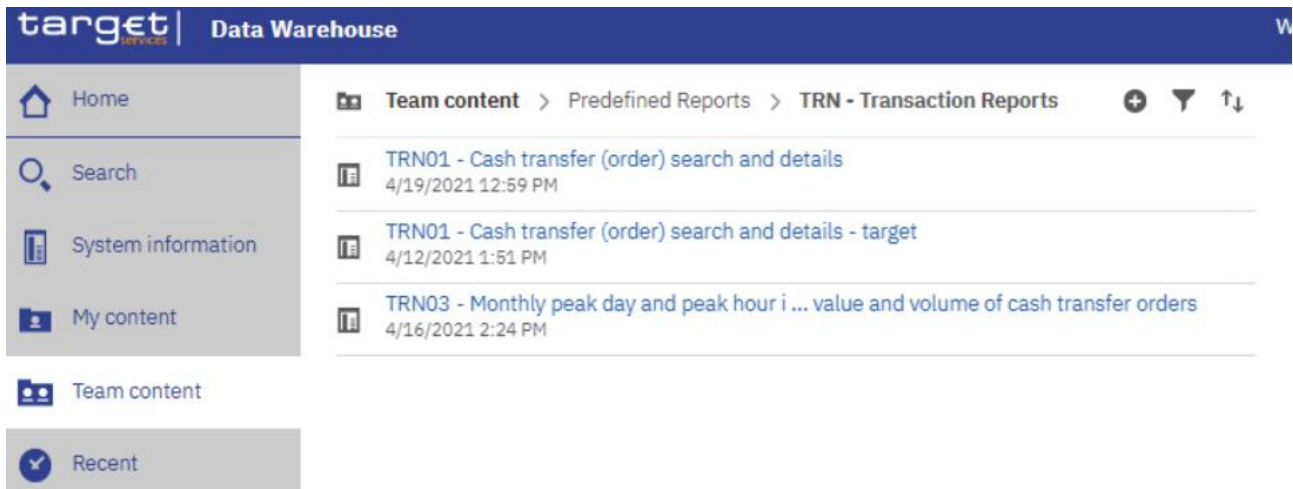 target services | Data Warehouse W
Home
Team content > Predefined Reports > TRN - Transaction Reports
TRN01 - Cash transfer (order) search and details
4/19/2021 12:59 PM
Search
TRN01 - Cash transfer (order) search and details - target
4/12/2021 1:51 PM
System information
TRN03 - Monthly peak day and peak hour i ... value and volume of cash transfer orders
4/16/2021 2:24 PM
My content
Team content
Recent